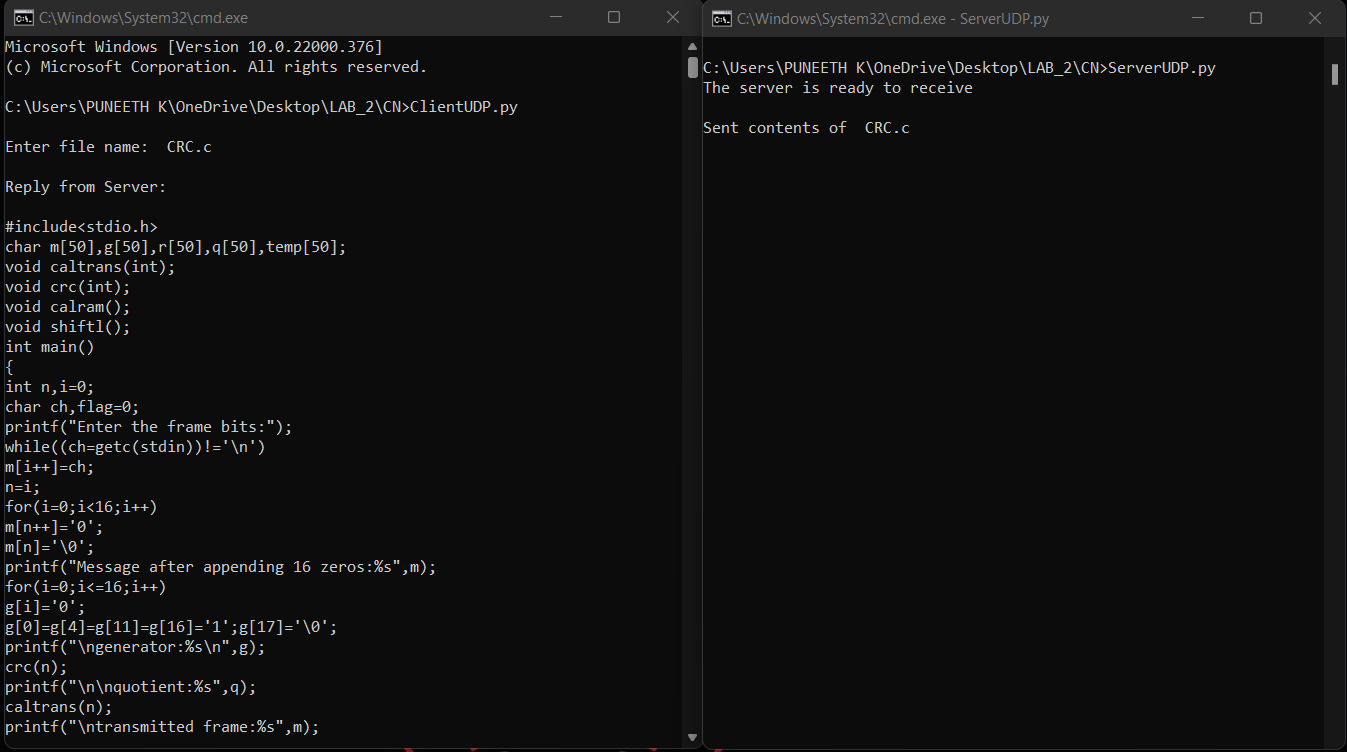 C:\Windows\System32\cmd.exe
Microsoft Windows [Version 10.0.22000.376]
(c) Microsoft Corporation. All rights reserved.
C:\Users\PUNEETH K\OneDrive\Desktop\LAB_2\CN>ClientUDP.py
Enter file name:  CRC.c
Reply from Server:
#include<stdio.h>
char m[50],g[50],r[50],q[50],temp[50];
void caltrans(int);
void crc(int);
void calram();
void shiftl();
int main()
{
int n,i=0;
char ch,flag=0;
printf("Enter the frame bits:");
while((ch=getc(stdin))!='\n')
m[i++]=ch;
n=i;
for(i=0;i<16;i++)
m[n++]='0';
m[n]='\0';
printf("Message after appending 16 zeros:%s",m);
for(i=0;i<=16;i++)
g[i]='0';
g[0]=g[4]=g[11]=g[16]='1';g[17]='\0';
printf("\ngenerator:%s\n",g);
crc(n);
printf("\n\nquotient:%s",q);
caltrans(n);
printf("\ntransmitted frame:%s",m);
C:\Windows\System32\cmd.exe - ServerUDP.py
C:\Users\PUNEETH K\OneDrive\Desktop\LAB_2\CN>ServerUDP.py
The server is ready to receive
Sent contents of  CRC.c